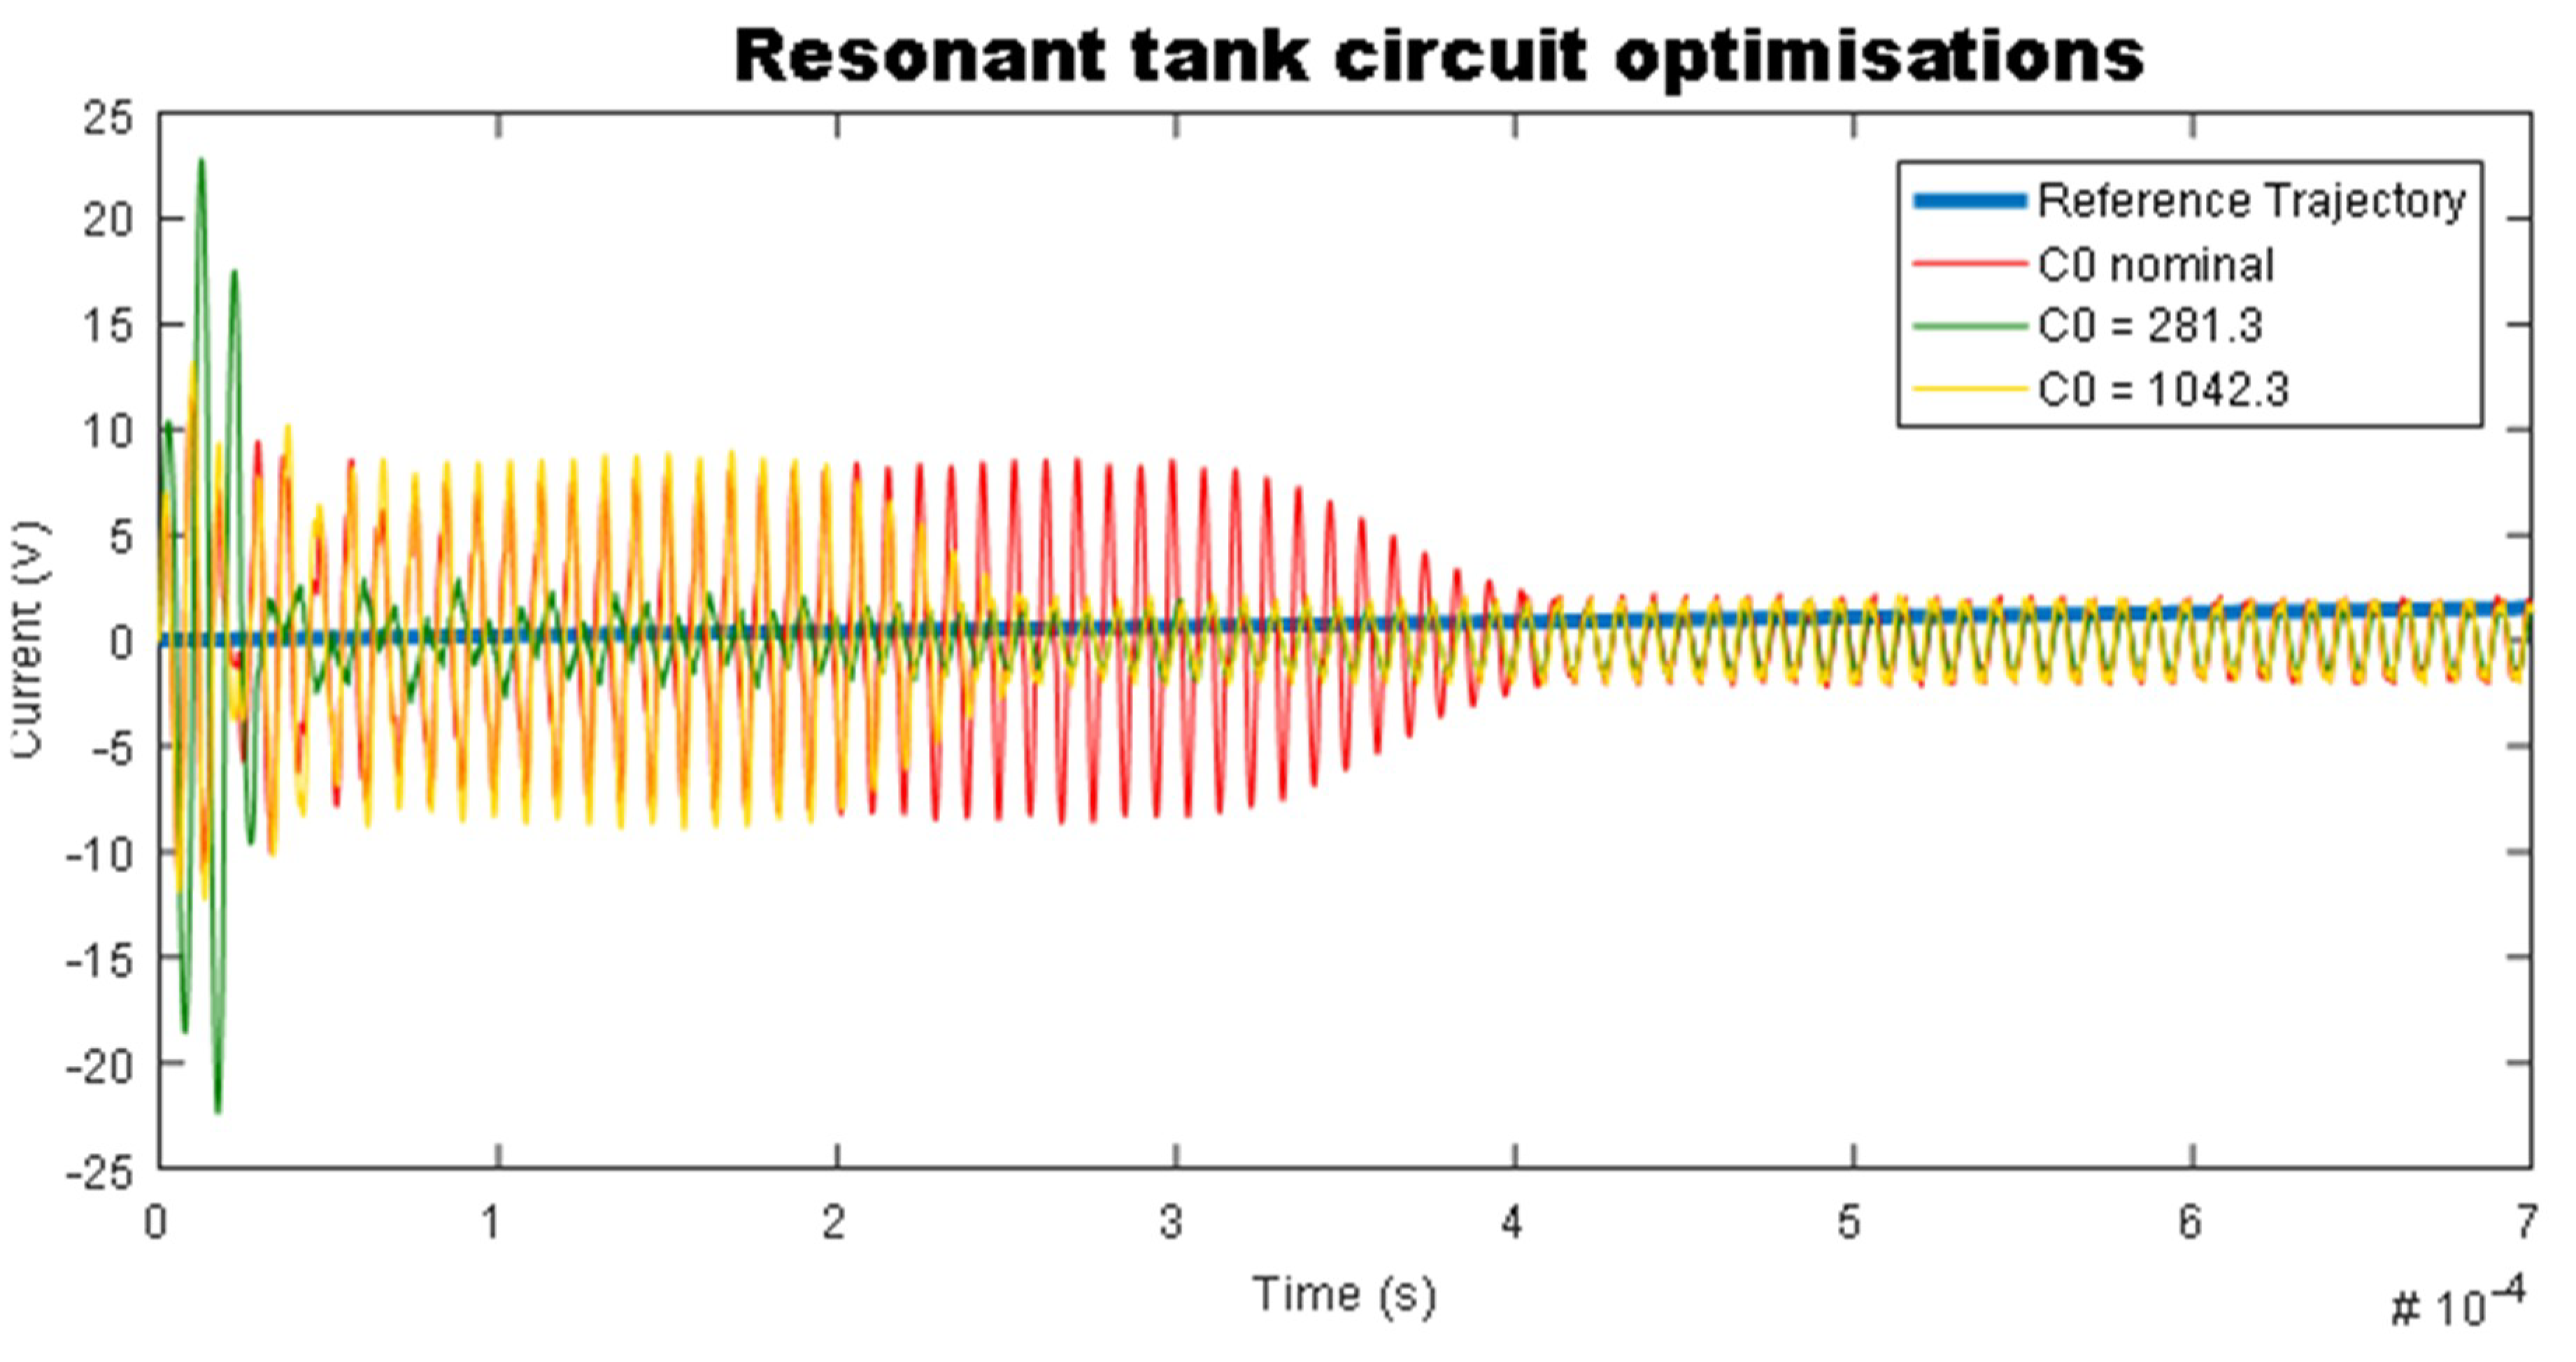 Resonant tank circuit optimisations
25
20
15
10
5
0
-5
-10
-15
-20
-25
Current (V)
Reference Trajectory
C0 nominal
C0 = 281.3
C0 = 1042.3
0 1 2 3 4 5 6 7
Time (s)
# 10⁻⁴